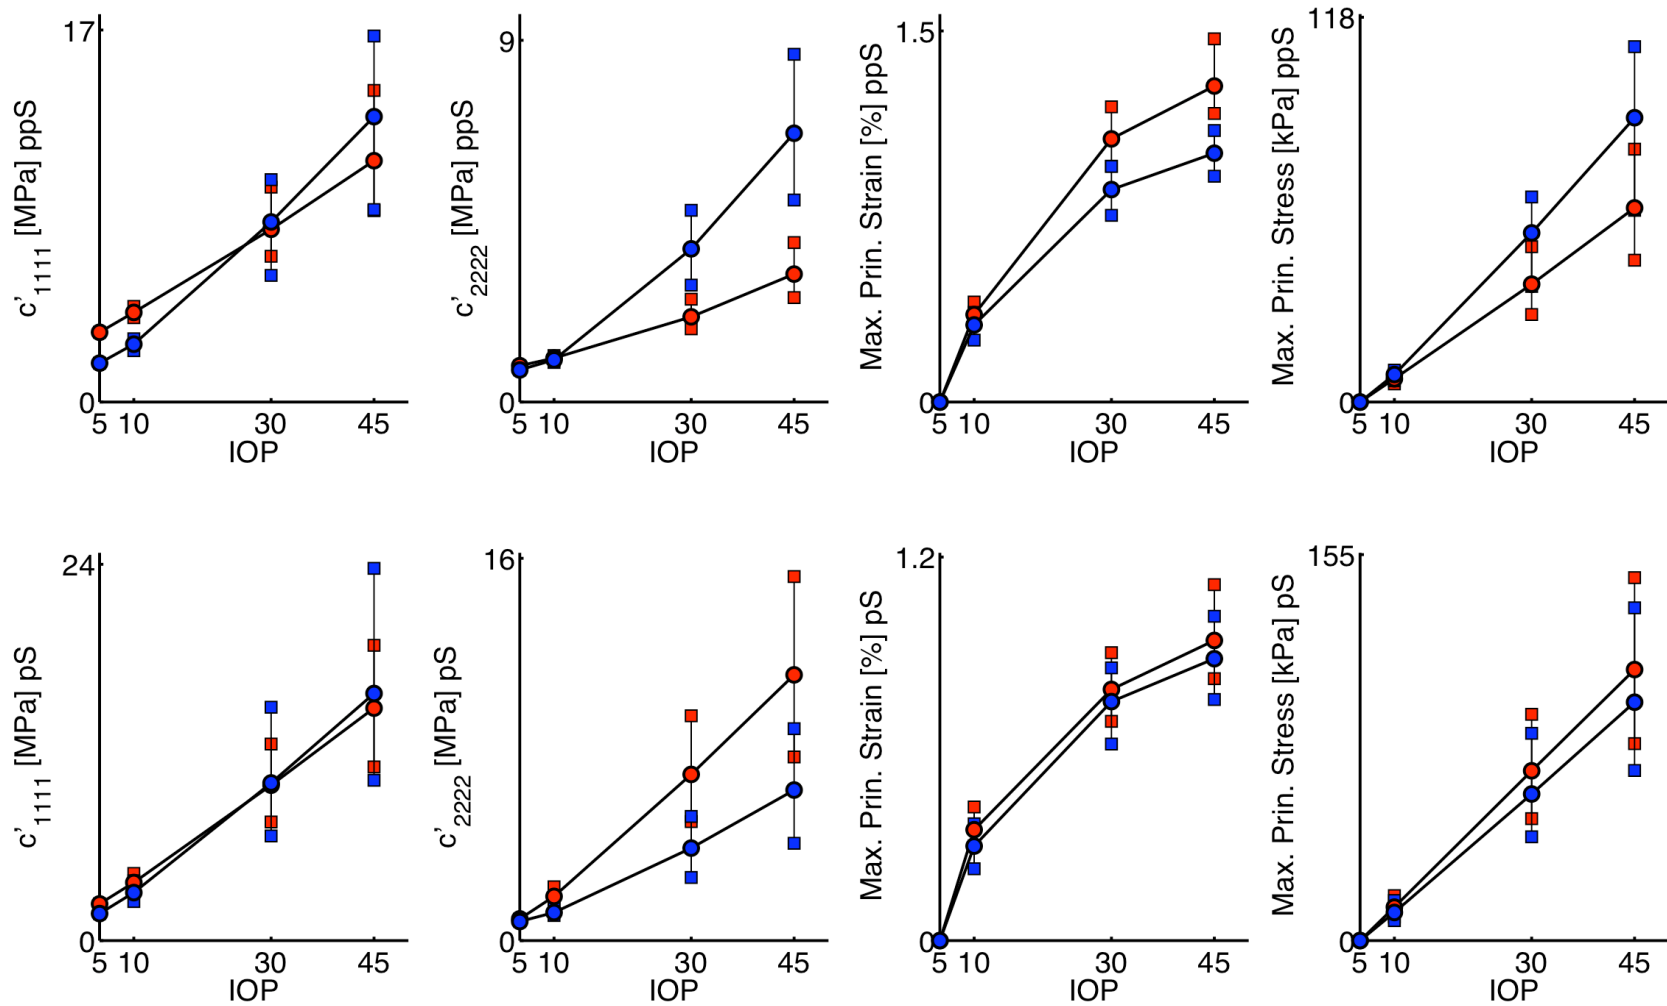 c'1111 [MPa] ppS
17
0
5 10 30 45
IOP
c'2222 [MPa] ppS
9
0
5 10 30 45
IOP
Max. Prin. Strain [%] ppS
1.5
0
5 10 30 45
IOP
Max. Prin. Stress [kPa] ppS
118
0
5 10 30 45
IOP
c'1111 [MPa] pS
24
0
5 10 30 45
IOP
c'2222 [MPa] pS
16
0
5 10 30 45
IOP
Max. Prin. Strain [%] pS
1.2
0
5 10 30 45
IOP
Max. Prin. Stress [kPa] pS
155
0
5 10 30 45
IOP